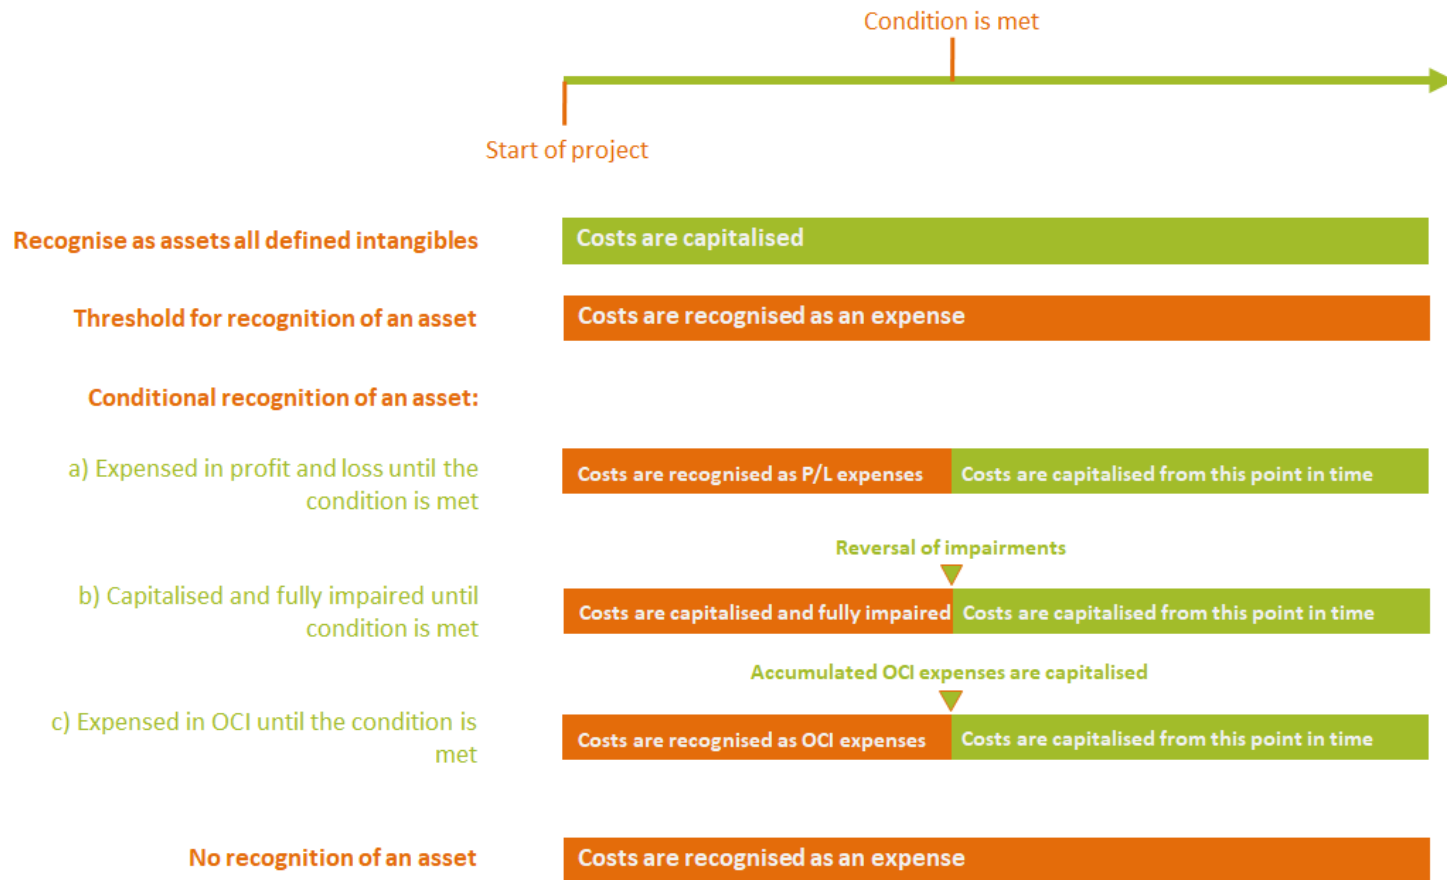 Condition is met
Start of project
Recognise as assets all defined intangibles
Costs are capitalised
Threshold for recognition of an asset
Costs are recognised as an expense
Conditional recognition of an asset:
a) Expensed in profit and loss until the
condition is met
Costs are recognised as P/L expenses
Costs are capitalised from this point in time
Reversal of impairments
b) Capitalised and fully impaired until
condition is met
Costs are capitalised and fully impaired
Costs are capitalised from this point in time
Accumulated OCI expenses are capitalised
c) Expensed in OCI until the condition is
met
Costs are recognised as OCI expenses
Costs are capitalised from this point in time
No recognition of an asset
Costs are recognised as an expense